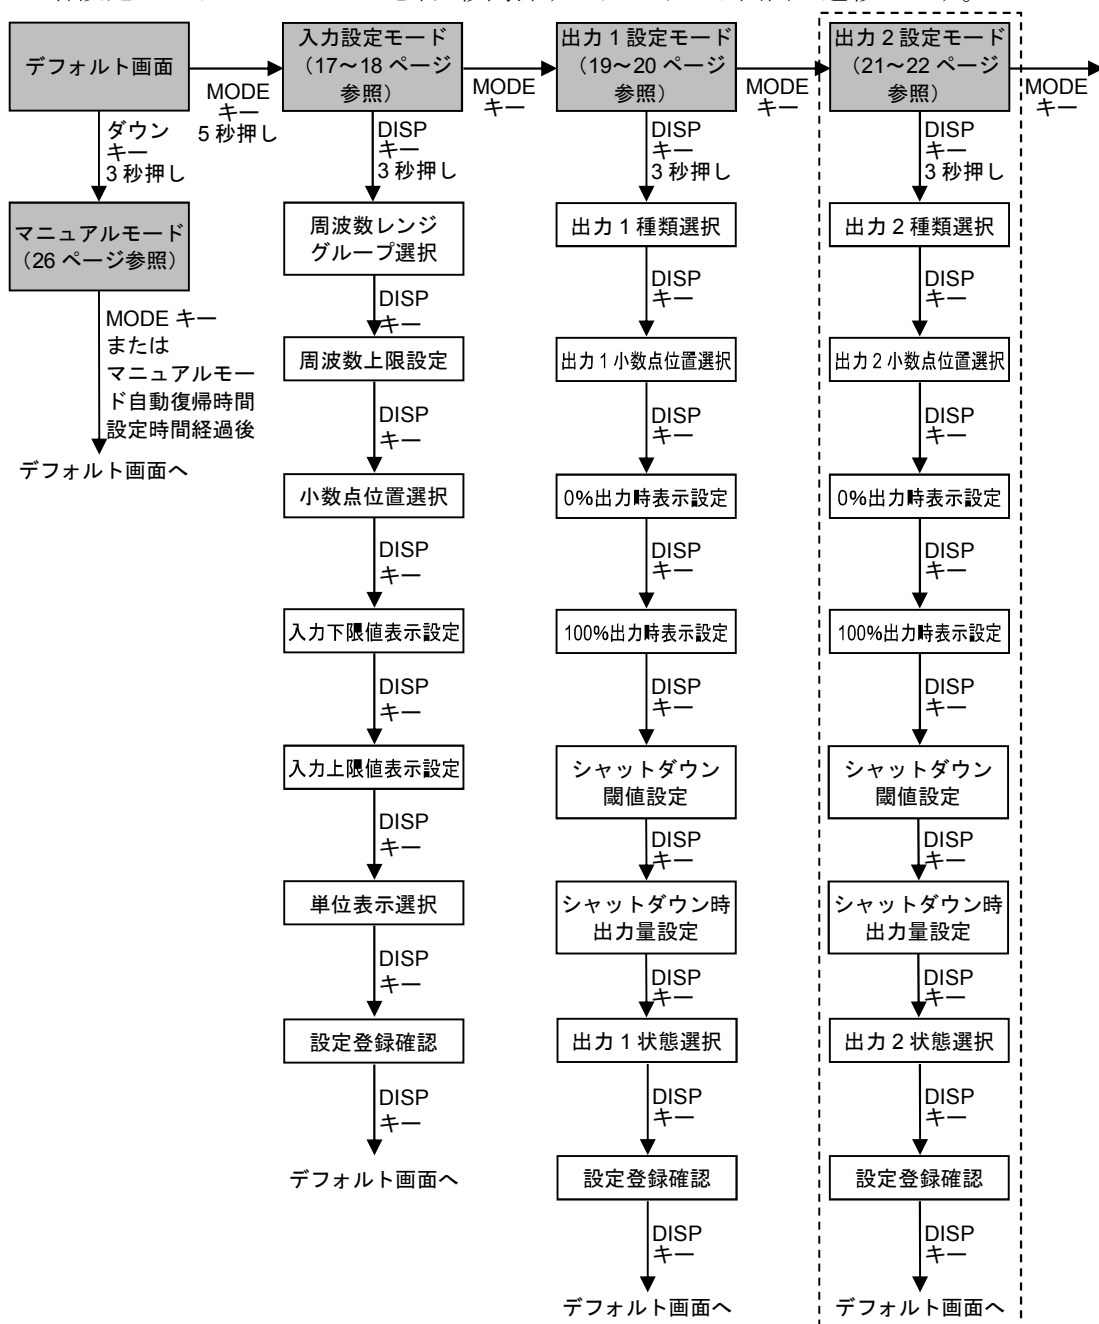 デフォルト画面
MODE
キー
5 秒押し
ダウン
キー
3 秒押し
マニュアルモード
(26 ページ参照)
MODE キー
または
マニュアルモー
ド自動復帰時間
設定時間経過後
デフォルト画面へ
入力設定モード
(17~18 ページ
参照)
MODE
キー
DISP
キー
3 秒押し
周波数レンジ
グループ選択
DISP
キー
周波数上限設定
DISP
キー
小数点位置選択
DISP
キー
入力下限値表示設定
DISP
キー
入力上限値表示設定
DISP
キー
単位表示選択
DISP
キー
設定登録確認
DISP
キー
デフォルト画面へ
出力 1 設定モード
(19~20 ページ
参照)
MODE
キー
DISP
キー
3 秒押し
出力 1 種類選択
DISP
キー
出力 1 小数点位置選択
DISP
キー
0%出力時表示設定
DISP
キー
100%出力時表示設定
DISP
キー
シャットダウン
閾値設定
DISP
キー
シャットダウン時
出力量設定
DISP
キー
出力 1 状態選択
DISP
キー
設定登録確認
DISP
キー
デフォルト画面へ
出力 2 設定モード
(21~22 ページ
参照)
MODE
キー
DISP
キー
3 秒押し
出力 2 種類選択
DISP
キー
出力 2 小数点位置選択
DISP
キー
0%出力時表示設定
DISP
キー
100%出力時表示設定
DISP
キー
シャットダウン
閾値設定
DISP
キー
シャットダウン時
出力量設定
DISP
キー
出力 2 状態選択
DISP
キー
設定登録確認
DISP
キー
デフォルト画面へ